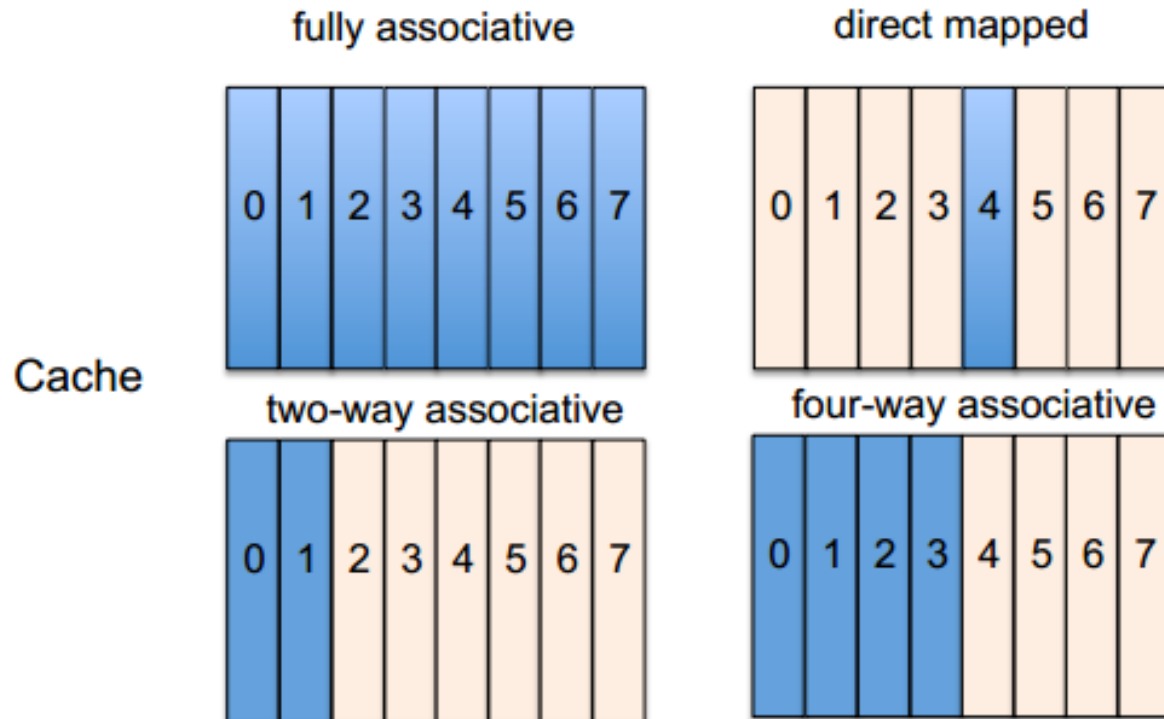 fully associative
direct mapped
0 1 2 3 4 5 6 7
0 1 2 3 4 5 6 7
Cache
two-way associative
four-way associative
0 1 2 3 4 5 6 7
0 1 2 3 4 5 6 7